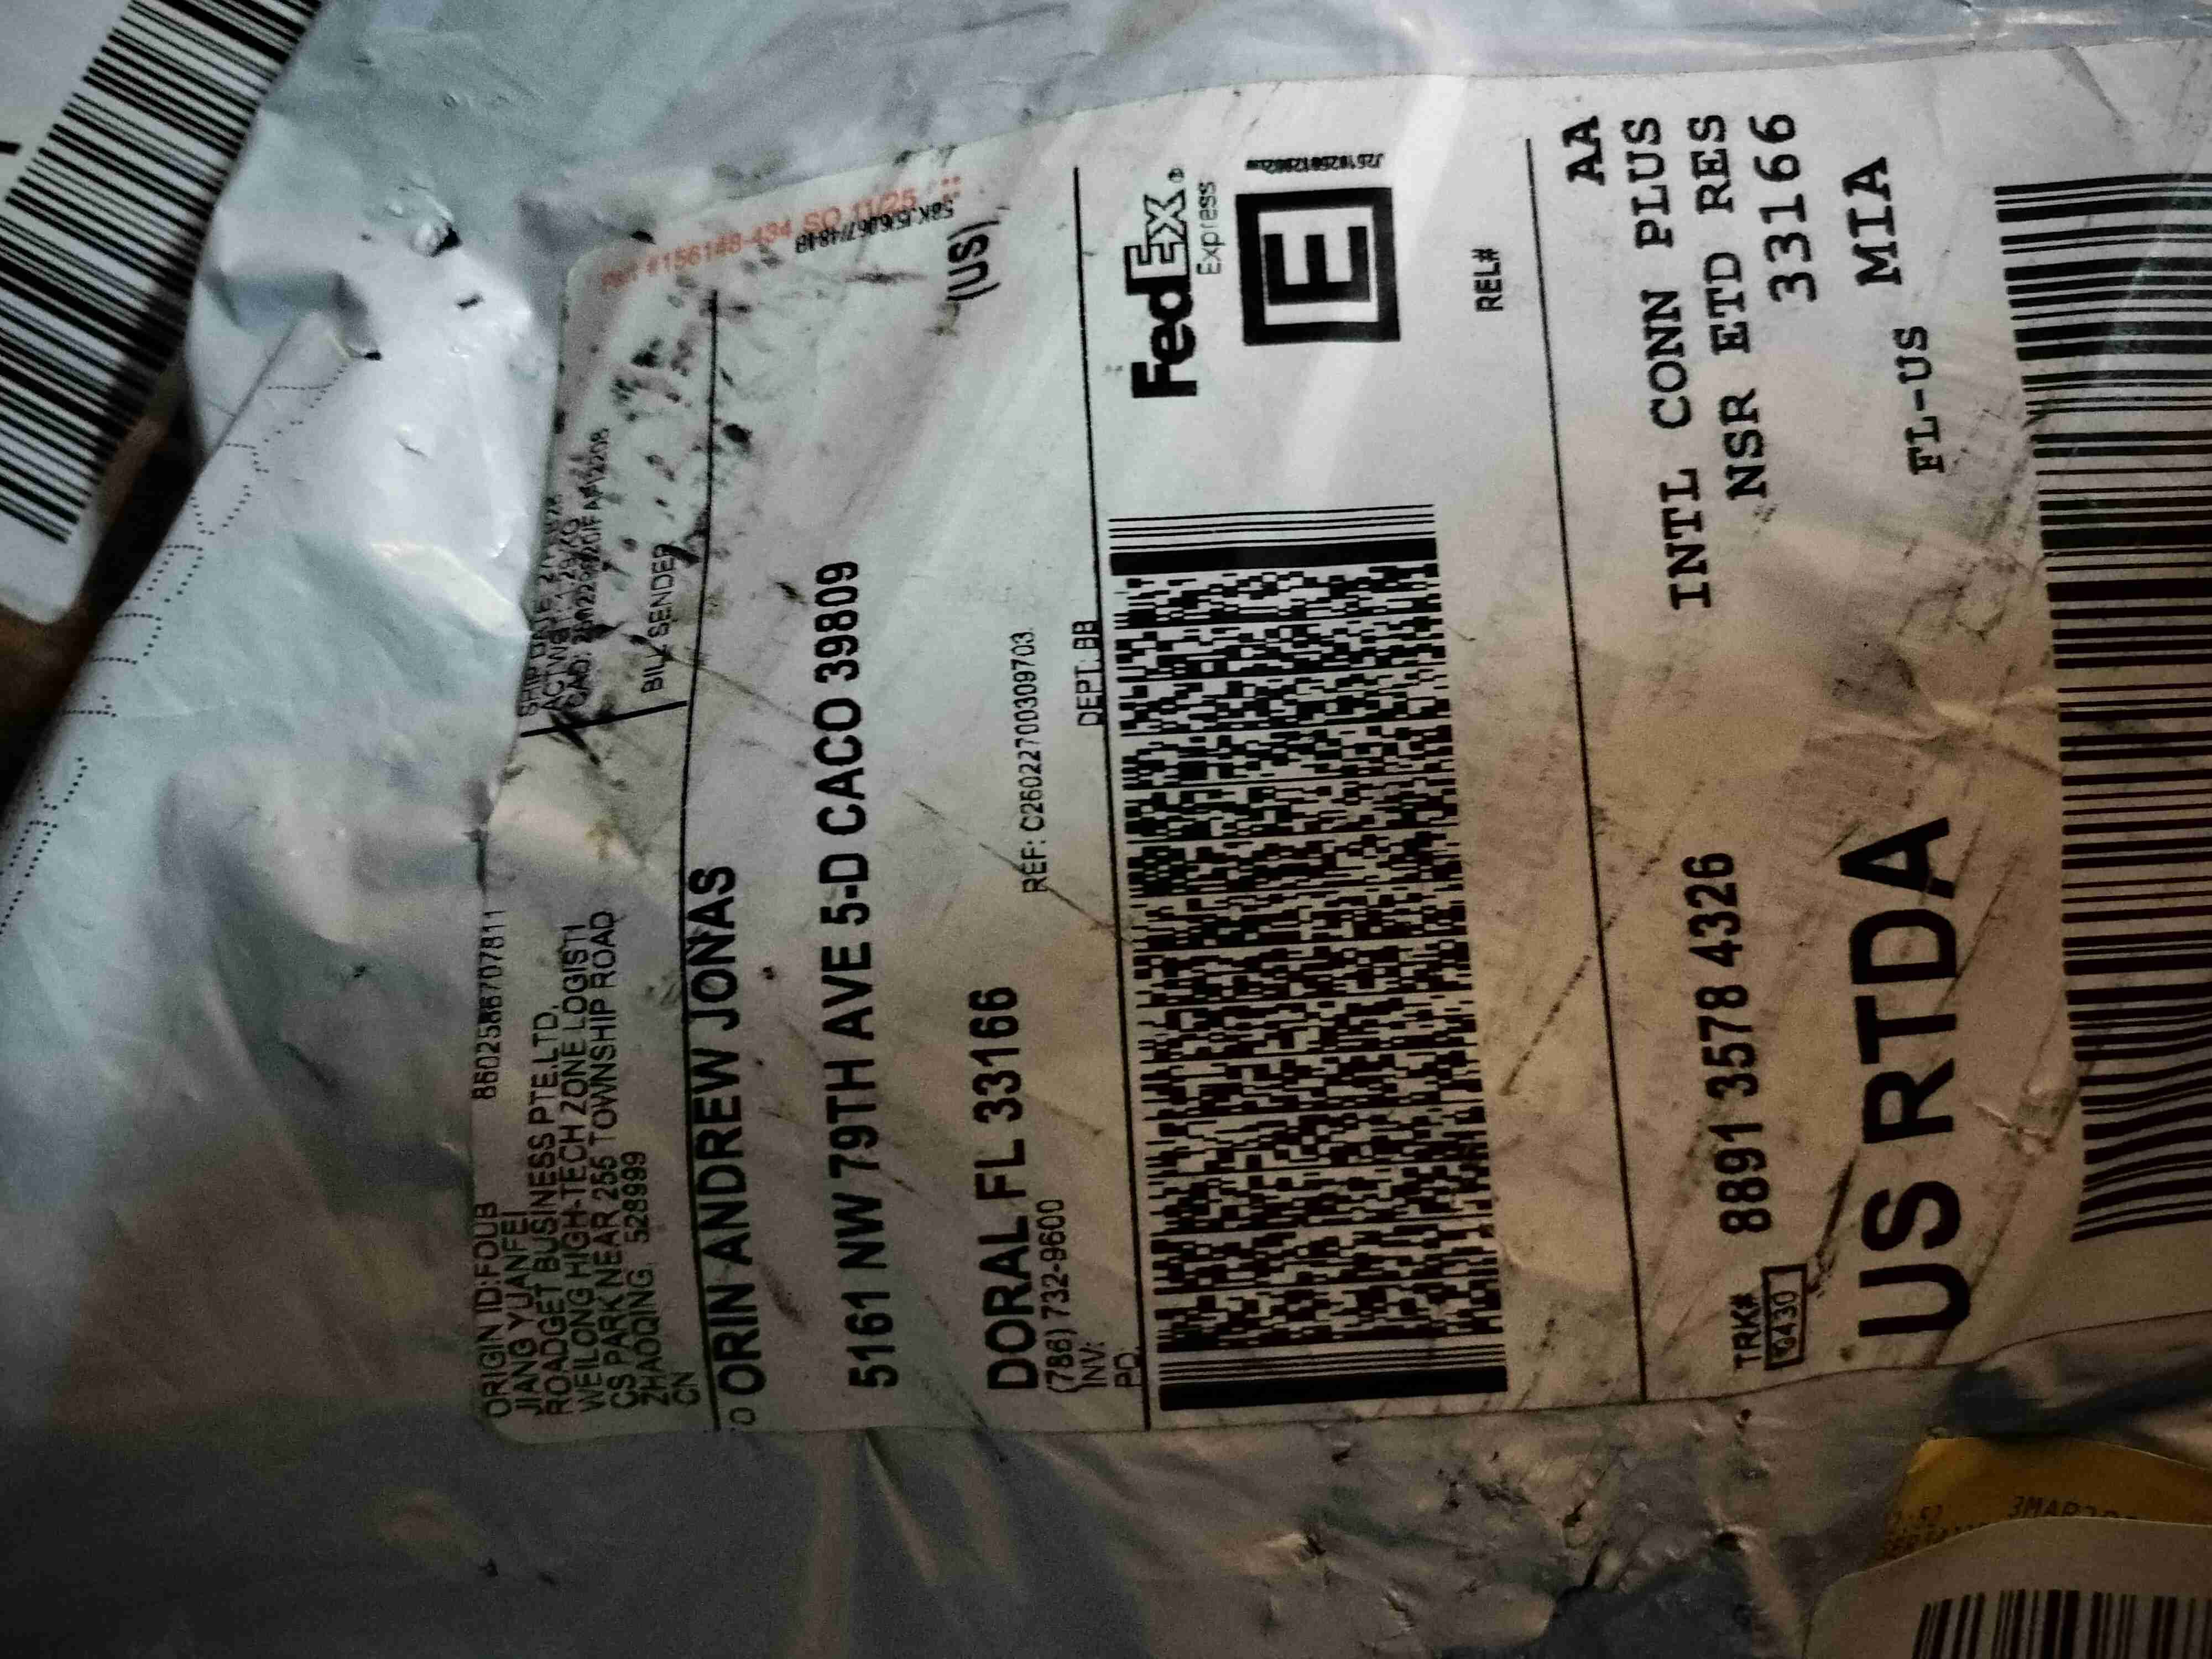 ORIGIN ID:FOUB 8602586707811
JIANG YUANFEI
ROADGET BUSINESS PTE.LTD.
WEILONG HIGH-TECH ZONE LOGISTI
CS PARK NEAR 255 TOWNSHIP ROAD
ZHAOQING, 528999
CN
SHIP DATE:
BILL SENDER
O ORIN ANDREW JONAS
5161 NW 79TH AVE 5-D CACO 39809
DORAL FL 33166
(US)
(786) 732-9600
REF: C2602270030970З
INV:
PO:
DEPT: BB
FedEx®
Express
E
REL#
TRK# 8891 3578 4326
0430
AA
INTL CONN PLUS
NSR ETD RES
33166
US RTDA
FL-US MIA